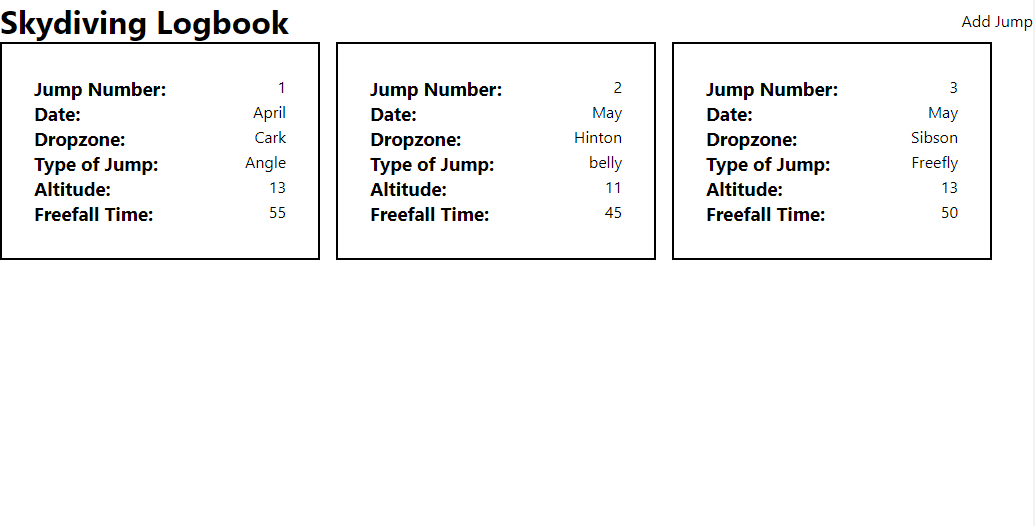 Skydiving Logbook
Add Jump
Jump Number: 1
Date: April
Dropzone: Cark
Type of Jump: Angle
Altitude: 13
Freefall Time: 55
Jump Number: 2
Date: May
Dropzone: Hinton
Type of Jump: belly
Altitude: 11
Freefall Time: 45
Jump Number: 3
Date: May
Dropzone: Sibson
Type of Jump: Freefly
Altitude: 13
Freefall Time: 50